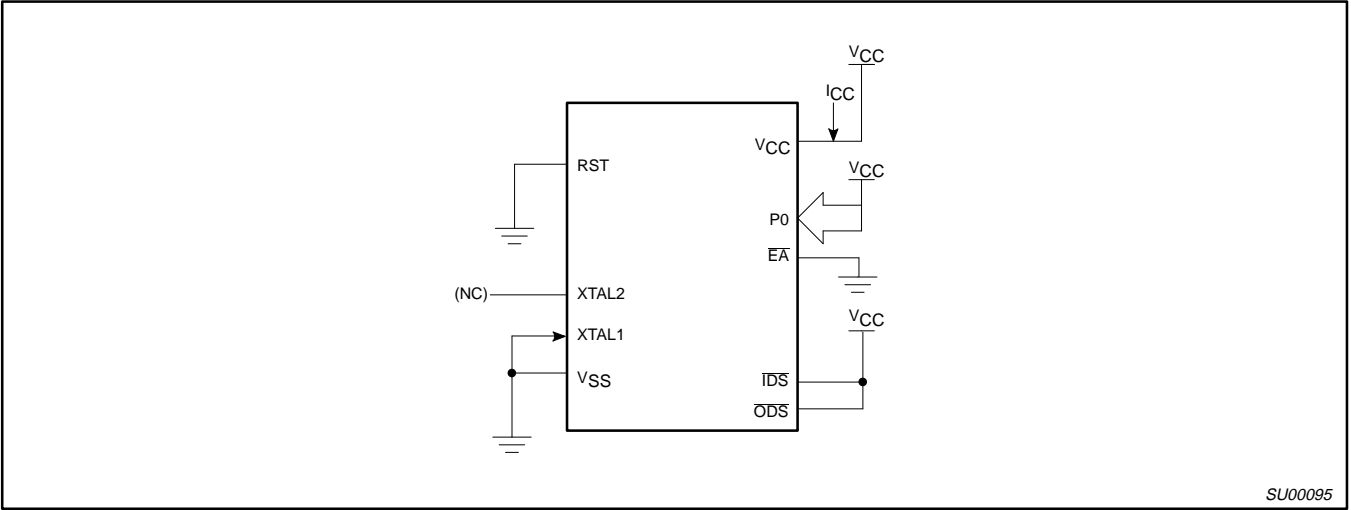 VCC
ICC
VCC
RST
VCC
P0
EA
(NC)
XTAL2
VCC
XTAL1
VSS
IDS
ODS
SU00095